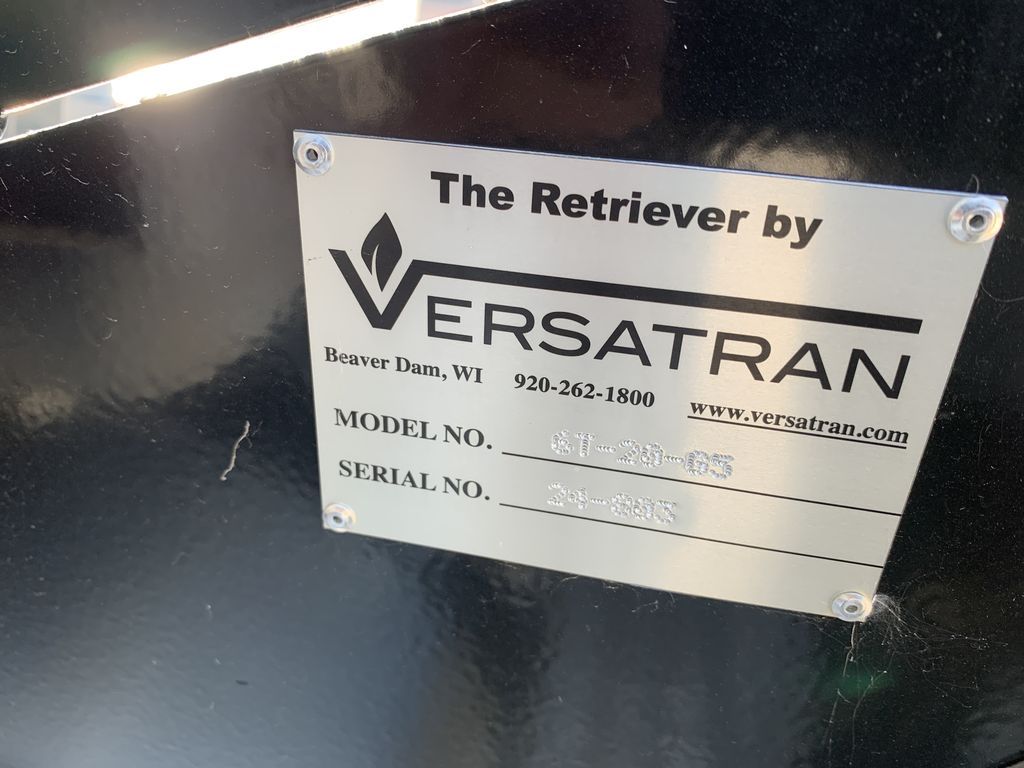 The Retriever by
VERSATRAN
Beaver Dam, WI 920-262-1800 www.versatran.com
MODEL NO.
SERIAL NO.